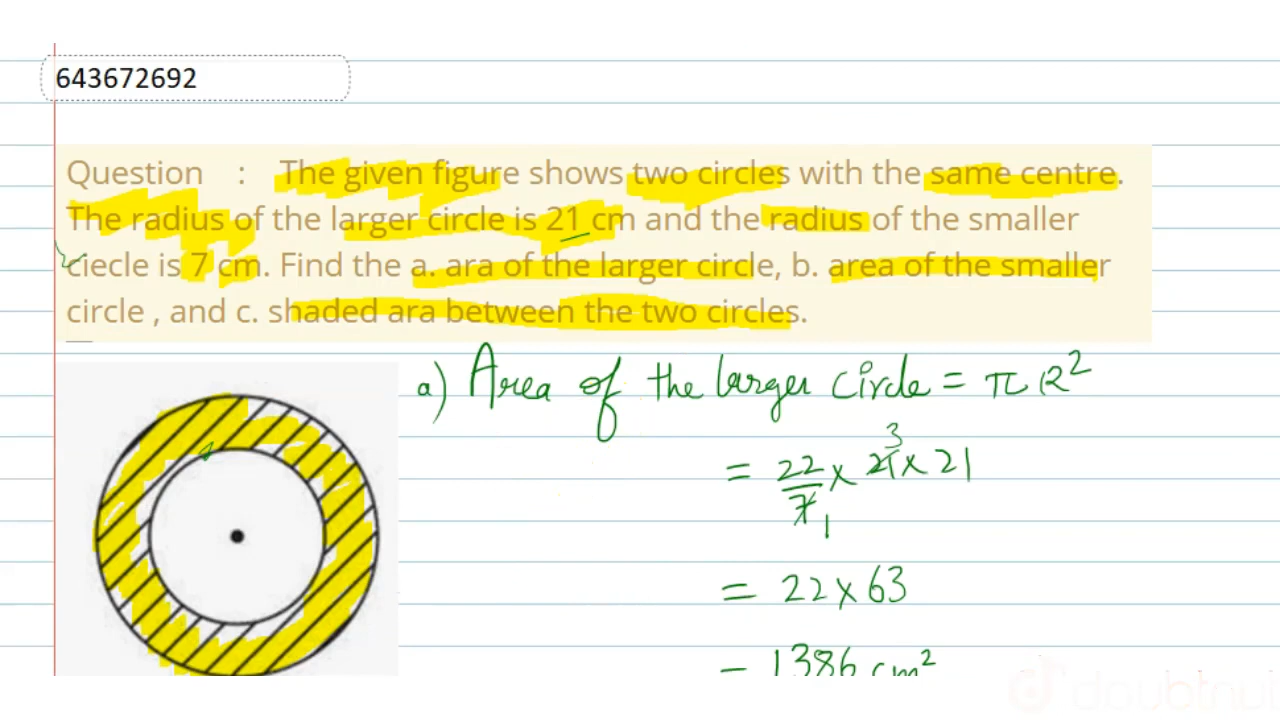 643672692
Question : The given figure shows two circles with the same centre.
The radius of the larger circle is 21 cm and the radius of the smaller
ciecle is 7 cm. Find the a. ara of the larger circle, b. area of the smaller
circle , and c. shaded ara between the two circles.
a) Area of the larger circle = πR²
= 22/7 × 21 × 21
3
1
= 22 × 63
= 1386 cm²
doubtnut